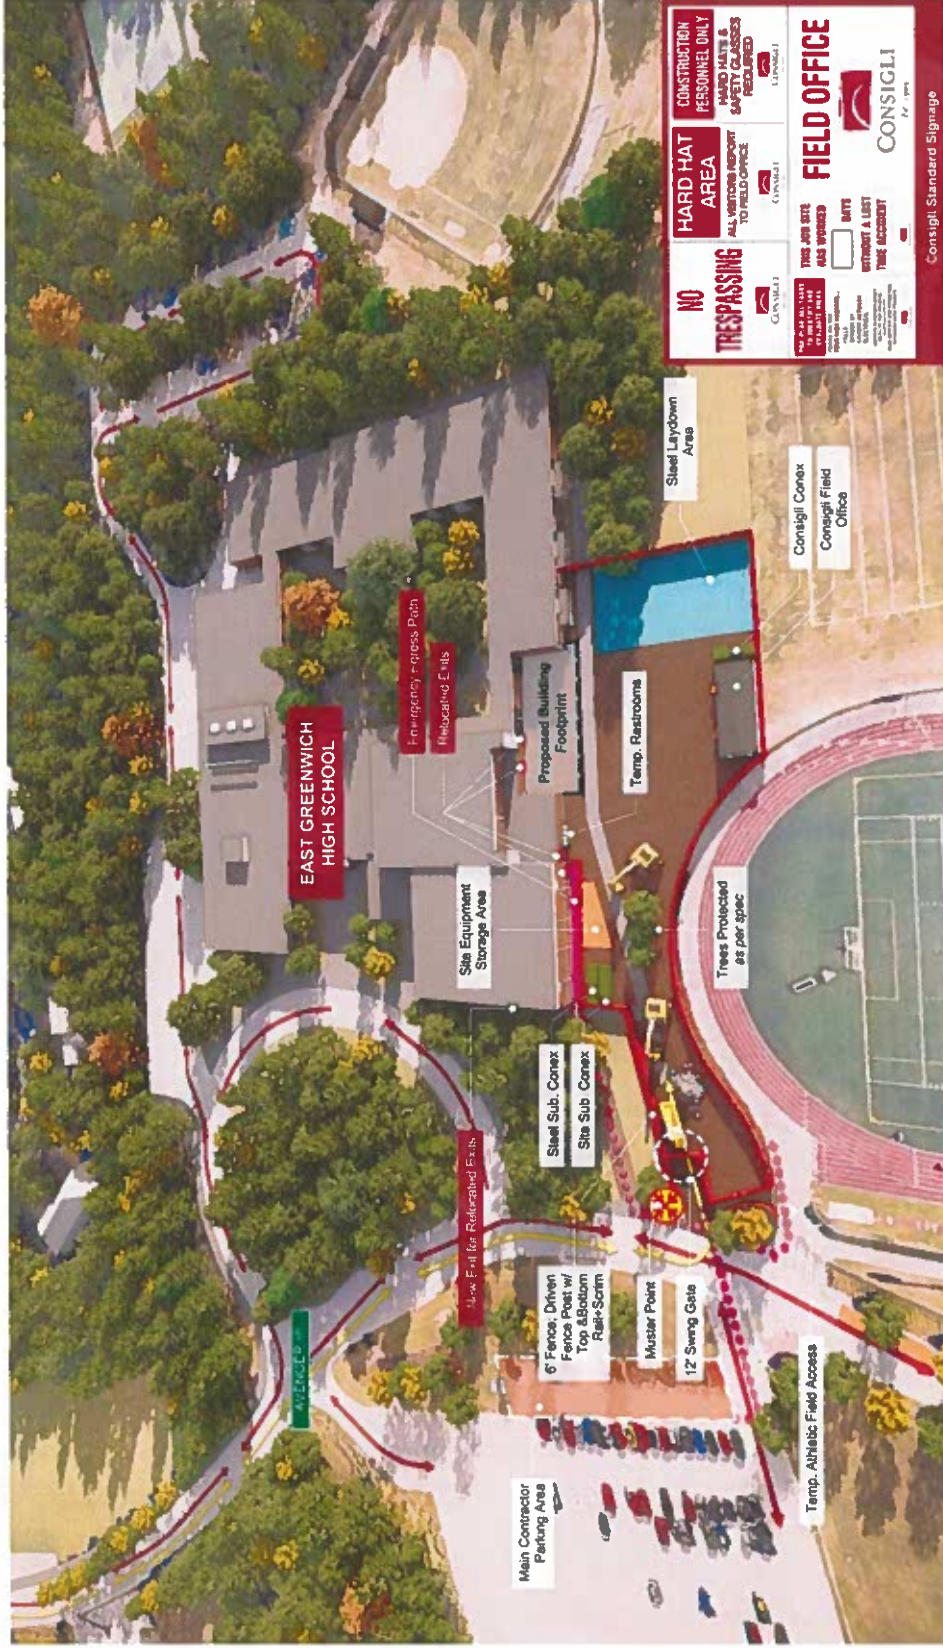 EAST GREENWICH
HIGH SCHOOL
Emergency Egress Path
Relocated Exits
Proposed Building
Footprint
Temp. Restrooms
Steel Laydown
Area
Consigli Conex
Consigli Field
Office
Site Equipment
Storage Area
Trees Protected
as per spec
Steel Sub. Conex
Site Sub. Conex
New Exit for Relocated Exits
6' Fence; Driven
Fence Post w/
Top & Bottom
Rail+Scrim
Muster Point
12' Swing Gate
AVENGER
Main Contractor
Parking Area
Temp. Athletic Field Access
NO
TRESPASSING
CONSIGLI
HARD HAT
AREA
ALL VISITORS REPORT
TO FIELD OFFICE
CONSIGLI
CONSTRUCTION
PERSONNEL ONLY
HARD HATS &
SAFETY GLASSES
REQUIRED
CONSIGLI
THIS JOB SITE
HAS WORKED
DAYS
WITHOUT A LOST
TIME ACCIDENT
FIELD OFFICE
CONSIGLI
Consigli Standard Signage